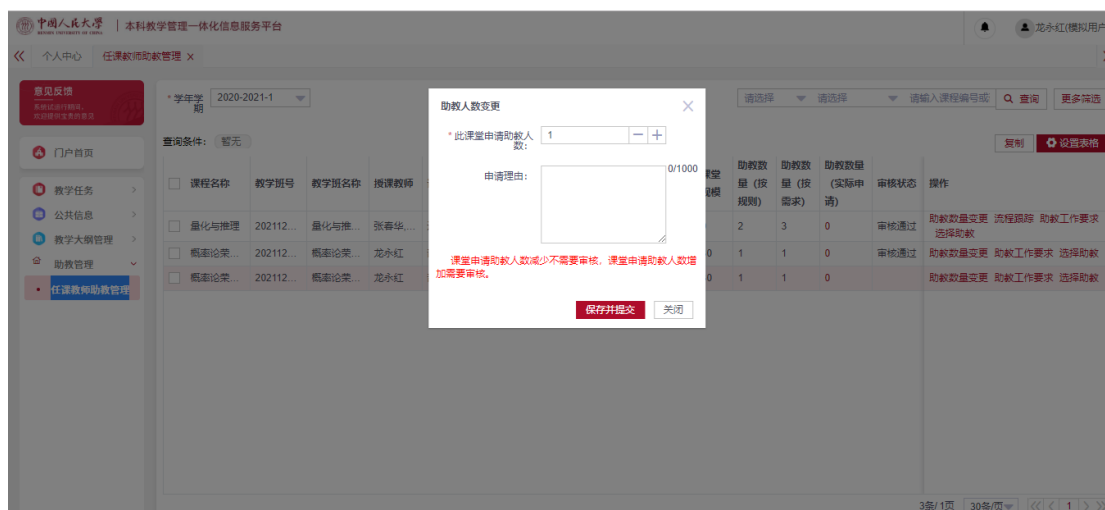 中国人民大学 本科教学管理一体化信息服务平台
龙永红(模拟用户
个人中心 任课教师助教管理 ×
意见反馈
* 学年学期 2020-2021-1
请选择 请选择 请输入课程编号或 查询 更多筛选
查询条件： 暂无
复制 设置表格
门户首页
教学任务
公共信息
教学大纲管理
助教管理
任课教师助教管理
课程名称 教学班号 教学班名称 授课教师
助教数量（按规则） 助教数量（按需求） 助教数量（实际申请） 审核状态 操作
量化与推理 202112... 量化与推... 张春华,...
2 3 0 审核通过 助教数量变更 流程跟踪 助教工作要求 选择助教
概率论荣... 202112... 概率论荣... 龙永红
0 1 1 0 审核通过 助教数量变更 助教工作要求 选择助教
概率论荣... 202112... 概率论荣... 龙永红
0 1 1 0 助教数量变更 助教工作要求 选择助教
助教人数变更
* 此课堂申请助教人数: 1
申请理由:
0/1000
课堂申请助教人数减少不需要审核，课堂申请助教人数增
加需要审核。
保存并提交 关闭
3条/1页 30条/页 1